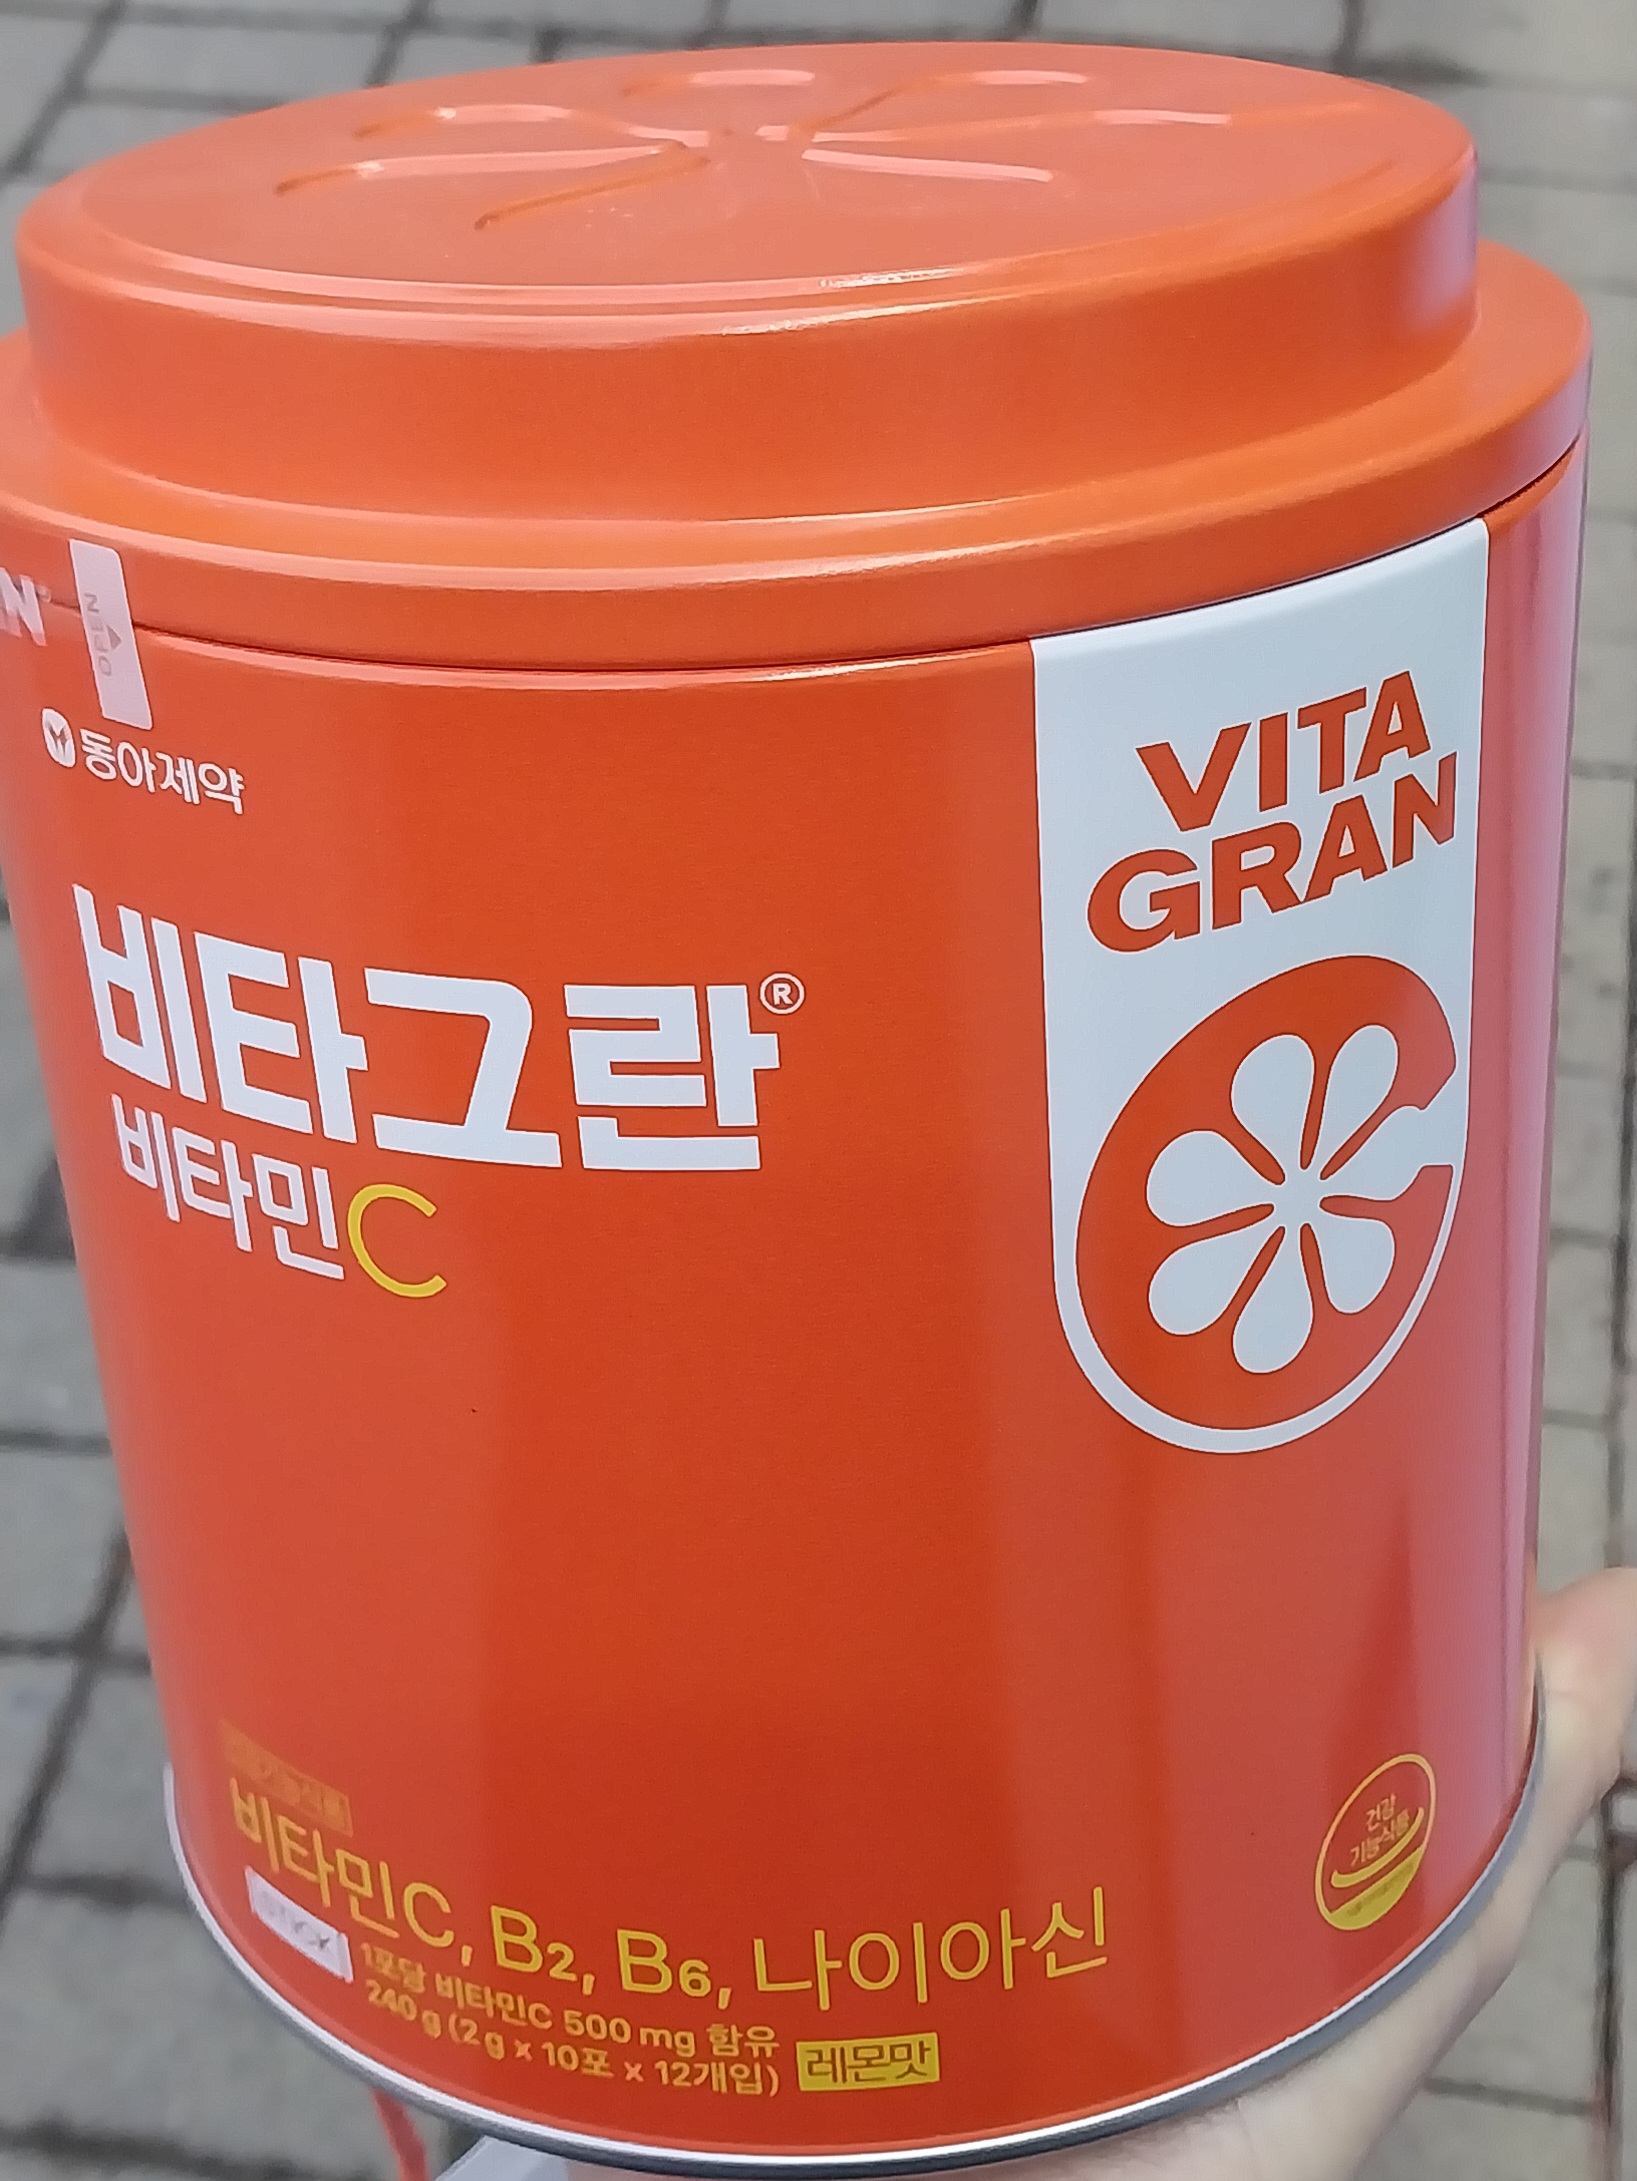 OPEN
동아제약
비타그란®
비타민C
VITA
GRAN
비타민C, B2, B6, 나이아신
STICK
1포당 비타민C 500 mg 함유
240 g (2 g x 10포 x 12개입)
레몬맛
건강
기능식품